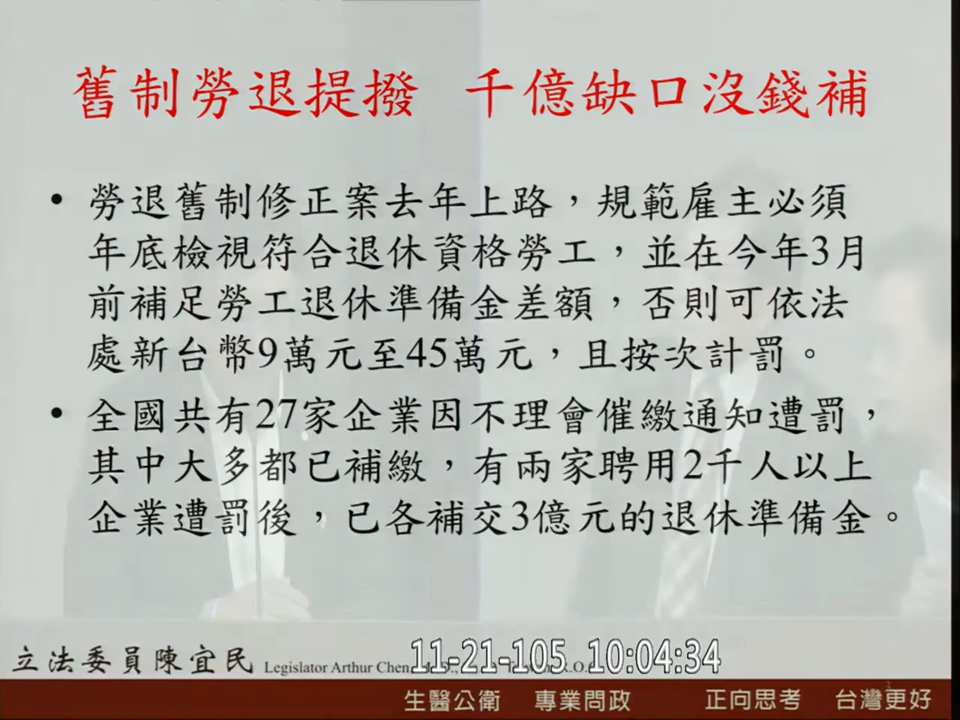 舊制勞退提撥 千億缺口沒錢補
• 勞退舊制修正案去年上路，規範雇主必須
年底檢視符合退休資格勞工，並在今年3月
前補足勞工退休準備金差額，否則可依法
處新台幣9萬元至45萬元，且按次計罰。
• 全國共有27家企業因不理會催繳通知遭罰，
其中大多都已補繳，有兩家聘用2千人以上
企業遭罰後，已各補交3億元的退休準備金。
立法委員陳宜民 Legislator Arthur Chen
11-21-105 10:04:34
生醫公衛 專業問政 正向思考 台灣更好